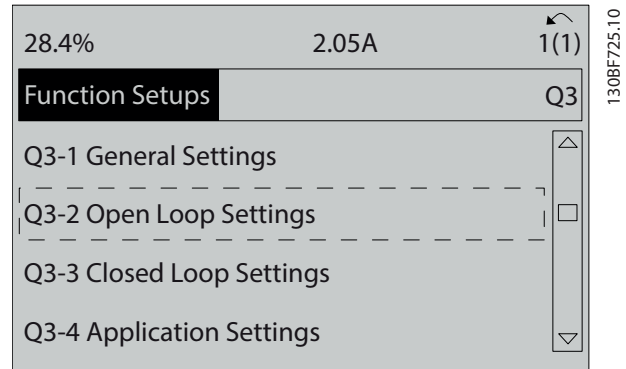 28.4% 2.05A 1(1)
Function Setups Q3
Q3-1 General Settings
Q3-2 Open Loop Settings
Q3-3 Closed Loop Settings
Q3-4 Application Settings
130BF725.10